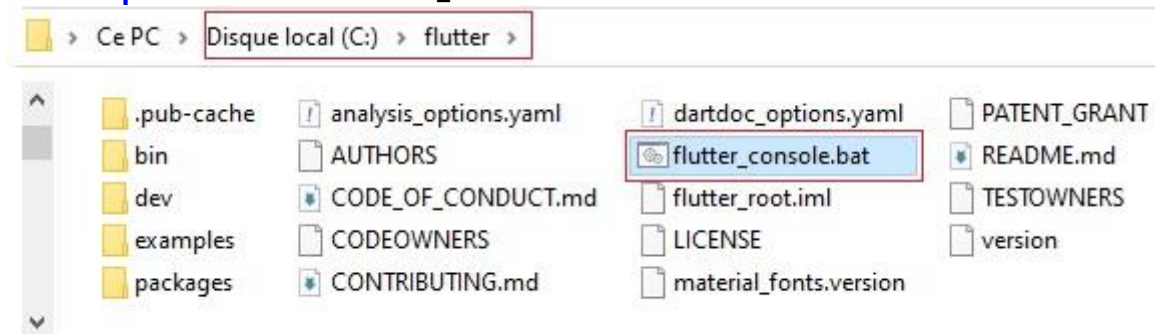 Ce PC > Disque local (C:) > flutter >
.pub-cache analysis_options.yaml dartdoc_options.yaml PATENT_GRANT
bin AUTHORS flutter_console.bat README.md
dev CODE_OF_CONDUCT.md flutter_root.iml TESTOWNERS
examples CODEOWNERS LICENSE version
packages CONTRIBUTING.md material_fonts.version